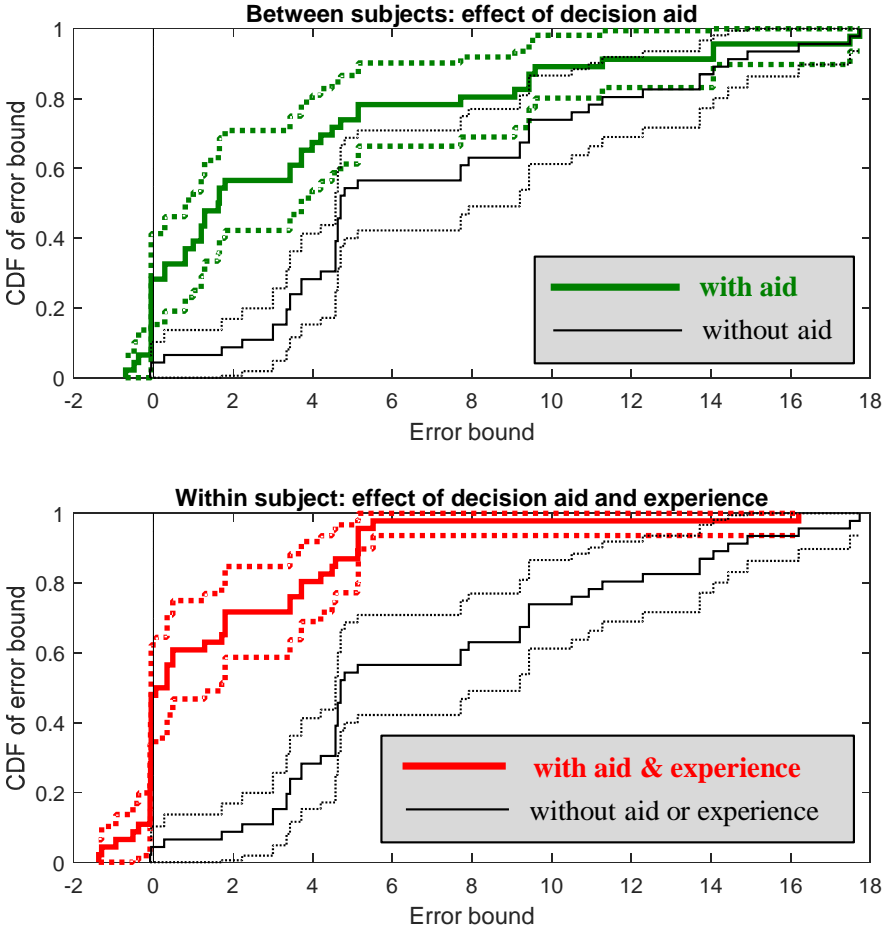 Between subjects: effect of decision aid
CDF of error bound
1
0.8
0.6
0.4
0.2
0
with aid
without aid
-2 0 2 4 6 8 10 12 14 16 18
Error bound
Within subject: effect of decision aid and experience
CDF of error bound
1
0.8
0.6
0.4
0.2
0
with aid & experience
without aid or experience
-2 0 2 4 6 8 10 12 14 16 18
Error bound